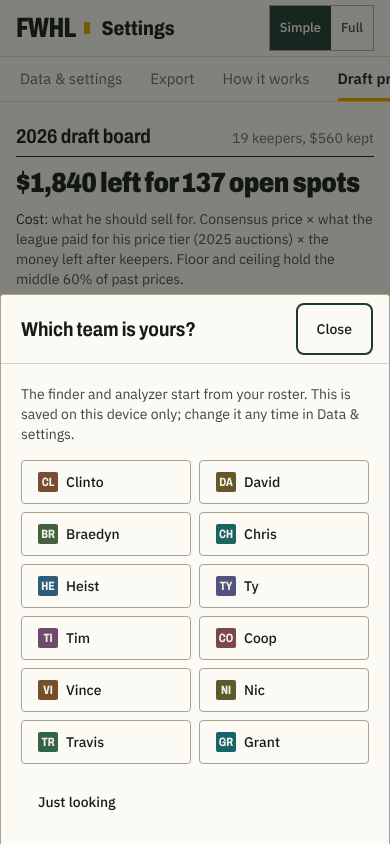 FWHL Settings
Simple Full
Data & settings Export How it works Draft pr
2026 draft board 19 keepers, $560 kept
$1,840 left for 137 open spots
Cost: what he should sell for. Consensus price × what the
league paid for his price tier (2025 auctions) × the
money left after keepers. Floor and ceiling hold the
middle 60% of past prices.
Which team is yours? Close
The finder and analyzer start from your roster. This is
saved on this device only; change it any time in Data &
settings.
CL Clinto
DA David
BR Braedyn
CH Chris
HE Heist
TY Ty
TI Tim
CO Coop
VI Vince
NI Nic
TR Travis
GR Grant
Just looking